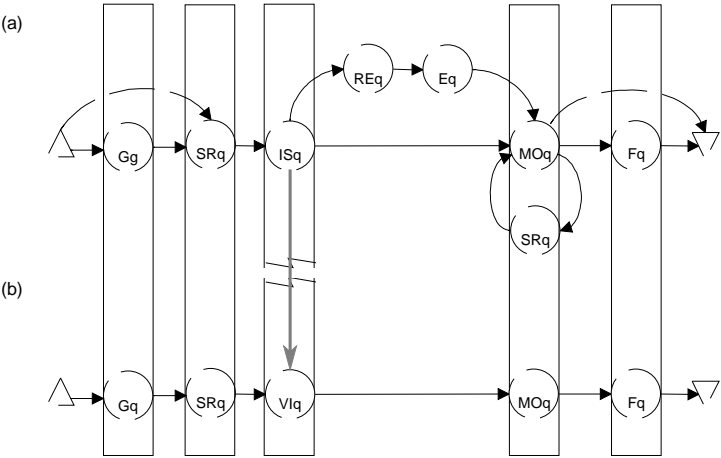 (a)
REq Eq
Gg SRq ISq MOq Fq
SRq
(b)
Gq SRq VIq MOq Fq